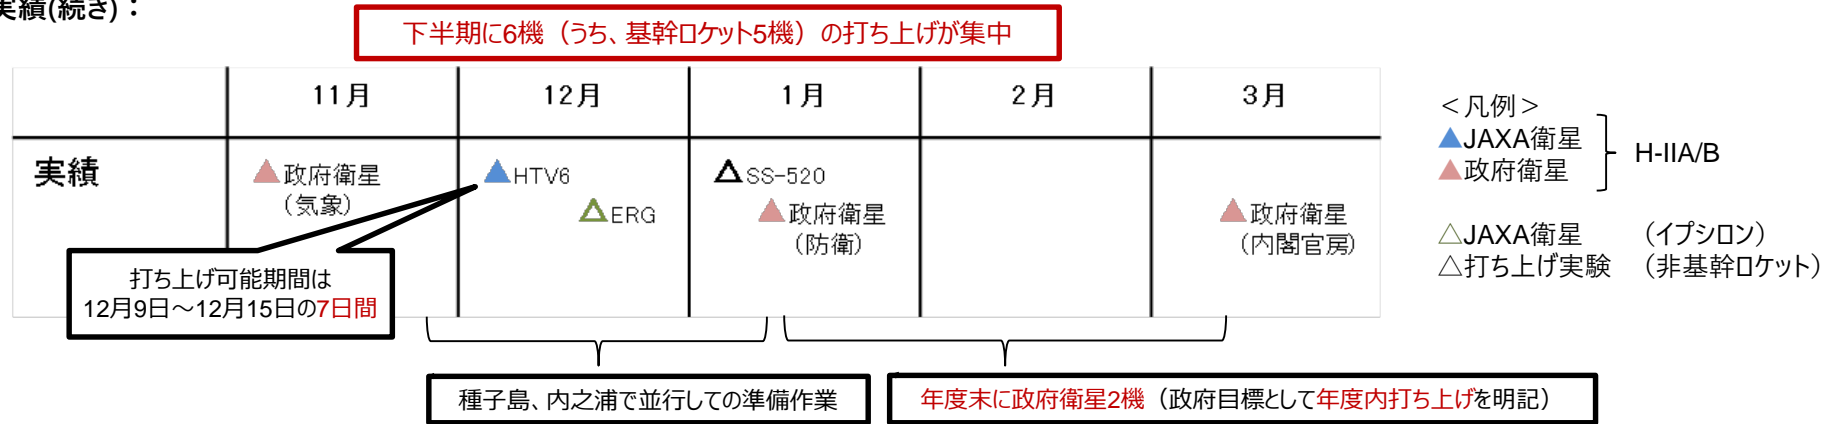 実績(続き)：
下半期に6機（うち、基幹ロケット5機）の打ち上げが集中
11月 12月 1月 2月 3月
実績
▲政府衛星
（気象）
▲HTV6
△ERG
△SS-520
▲政府衛星
（防衛）
▲政府衛星
（内閣官房）
打ち上げ可能期間は
12月9日～12月15日の7日間
種子島、内之浦で並行しての準備作業
年度末に政府衛星2機（政府目標として年度内打ち上げを明記）
＜凡例＞
▲JAXA衛星
▲政府衛星
H-IIA/B
△JAXA衛星 （イプシロン）
△打ち上げ実験 （非基幹ロケット）